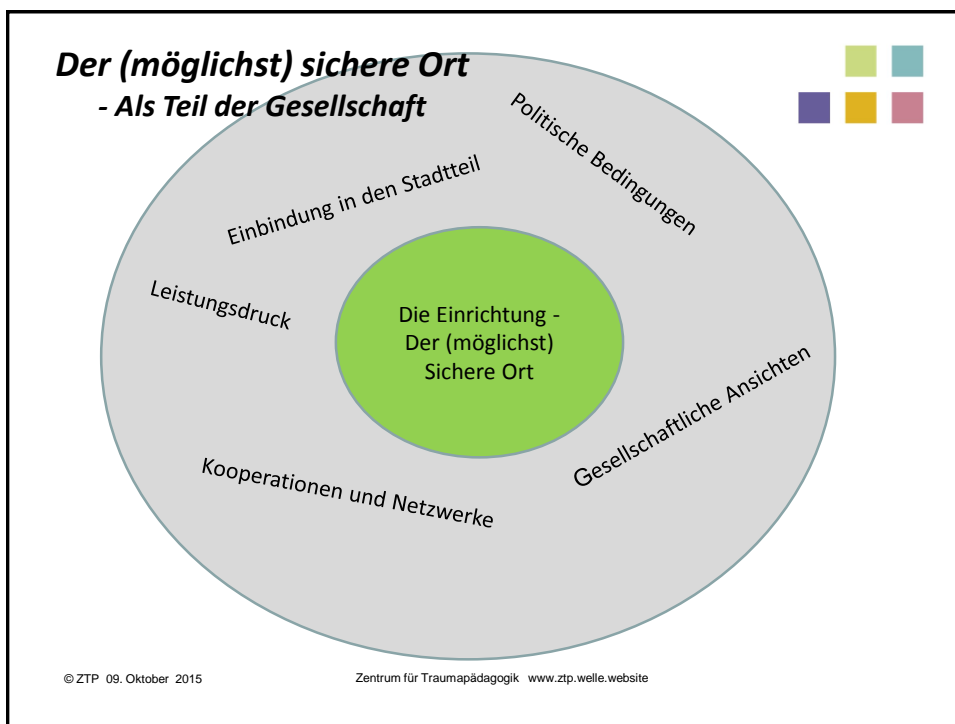 Der (möglichst) sichere Ort
- Als Teil der Gesellschaft
Politische Bedingungen
Einbindung in den Stadtteil
Leistungsdruck
Die Einrichtung -
Der (möglichst)
Sichere Ort
Gesellschaftliche Ansichten
Kooperationen und Netzwerke
© ZTP 09. Oktober 2015
Zentrum für Traumapädagogik www.ztp.welle.website